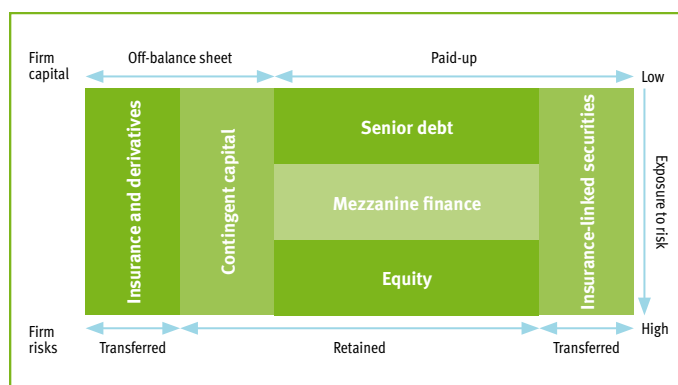 Firm
capital
Off-balance sheet
Paid-up
Low
Insurance and derivatives
Contingent capital
Senior debt
Mezzanine finance
Equity
Insurance-linked securities
Exposure to risk
High
Firm
risks
Transferred
Retained
Transferred